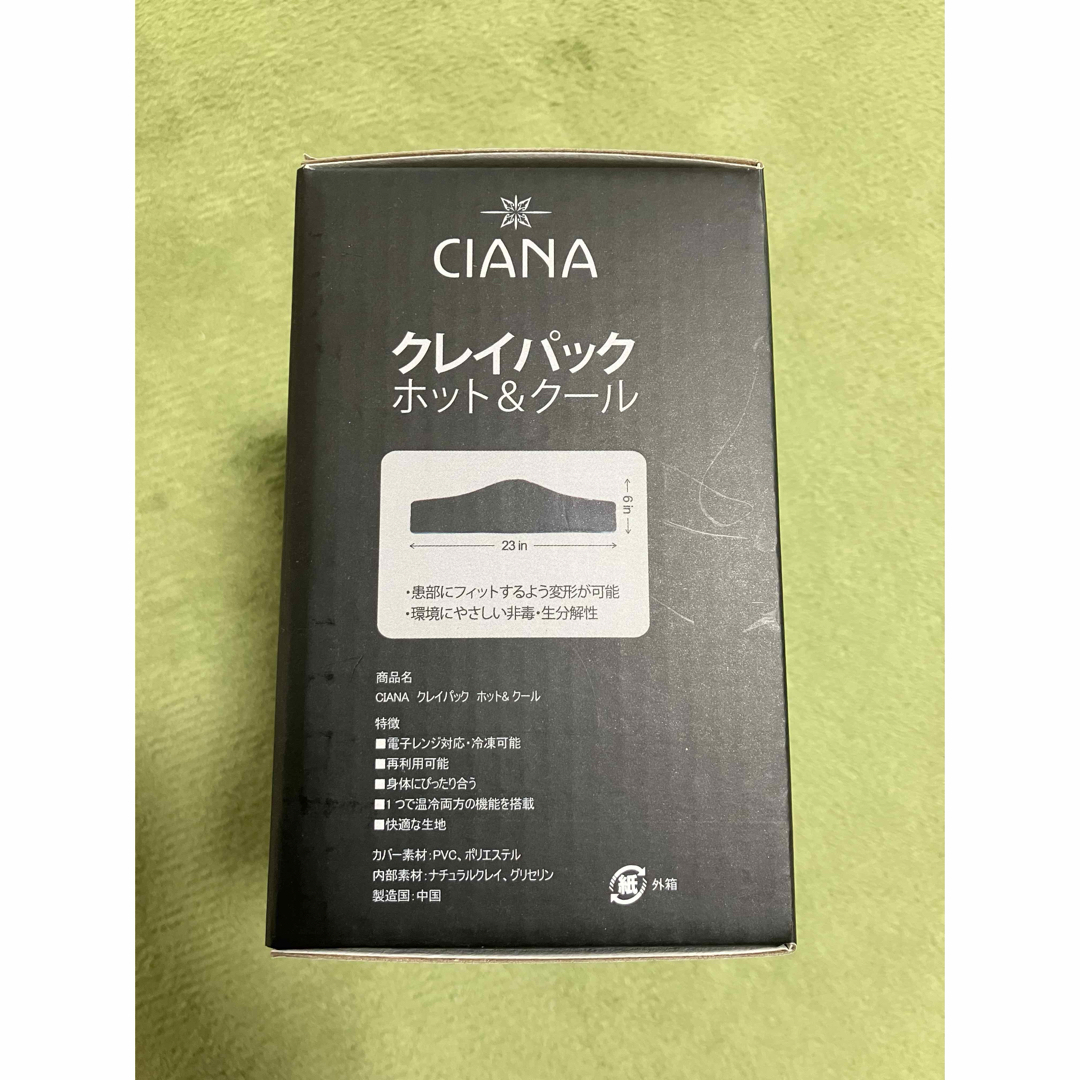 CIANA
クレイパック
ホット&クール
6 in
23 in
・患部にフィットするよう変形が可能
・環境にやさしい非毒・生分解性
商品名
CIANA クレイパック ホット&クール
特徴
■電子レンジ対応・冷凍可能
■再利用可能
■身体にぴったり合う
■1つで温冷両方の機能を搭載
■快適な生地
カバー素材:PVC、ポリエステル
内部素材:ナチュラルクレイ、グリセリン
製造国:中国
紙 外箱